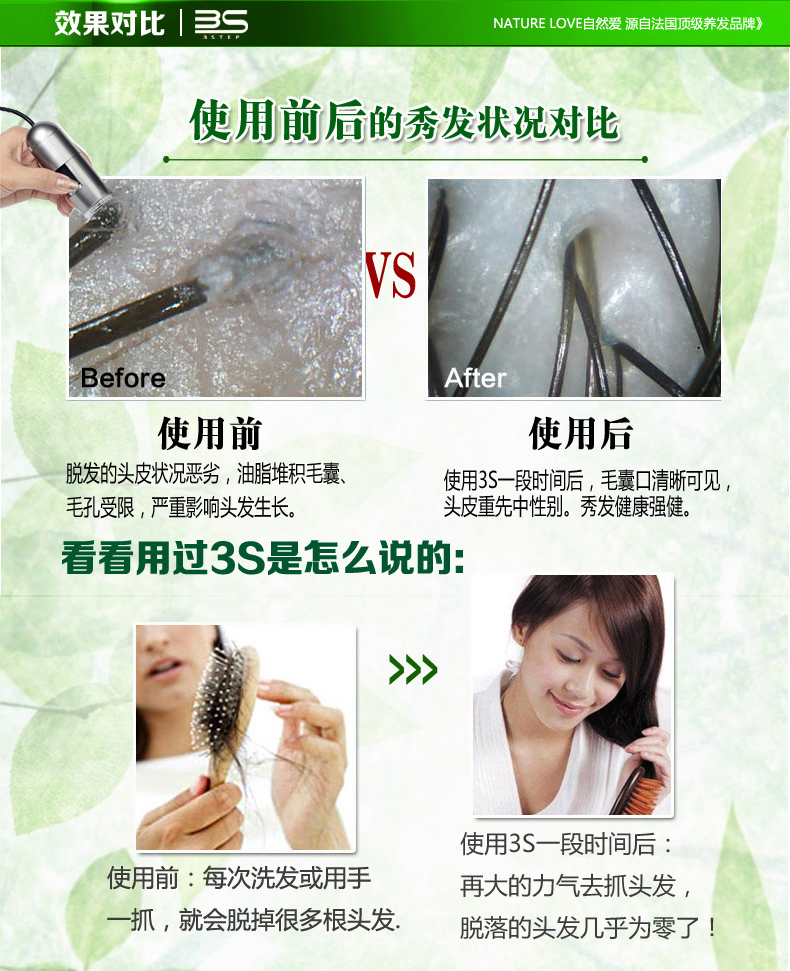 效果对比
3S
3STEP
NATURE LOVE自然爱 源自法国顶级养发品牌》
使用前后的秀发状况对比
Before
VS
After
使用前
脱发的头皮状况恶劣，油脂堆积毛囊、
毛孔受限，严重影响头发生长。
使用后
使用3S一段时间后，毛囊口清晰可见，
头皮重先中性别。秀发健康强健。
看看用过3S是怎么说的:
>>>
使用前：每次洗发或用手
一抓，就会脱掉很多根头发.
使用3S一段时间后：
再大的力气去抓头发，
脱落的头发几乎为零了！